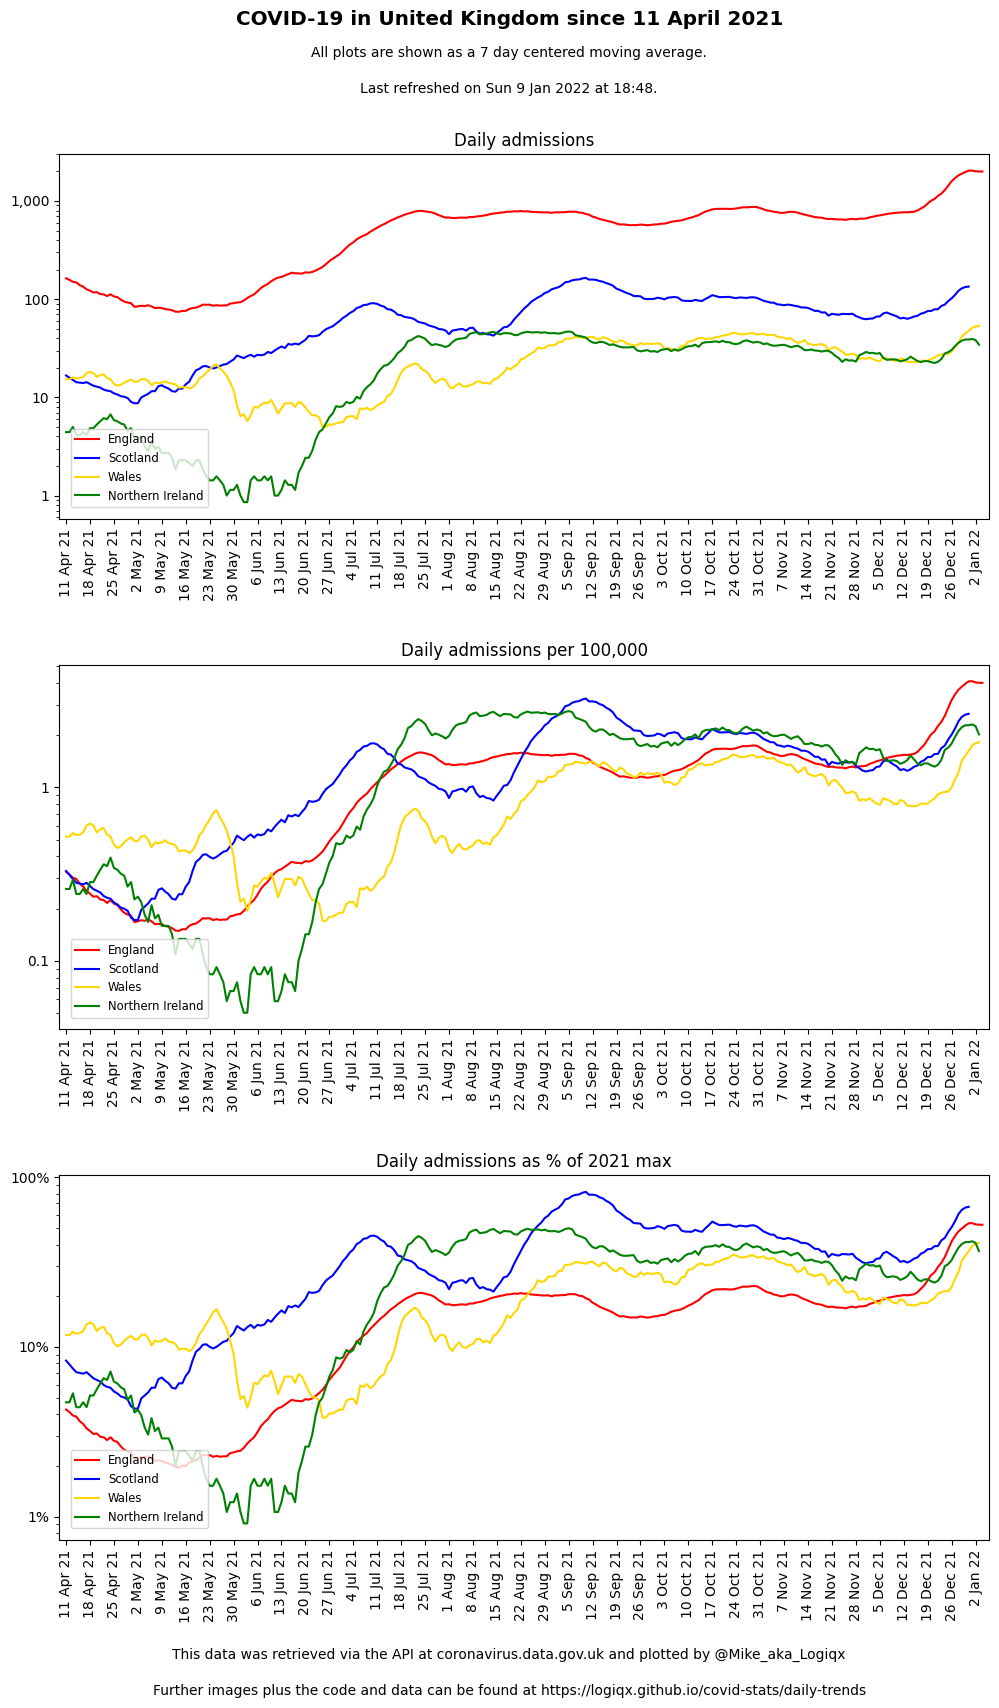 COVID-19 in United Kingdom since 11 April 2021
All plots are shown as a 7 day centered moving average.
Last refreshed on Sun 9 Jan 2022 at 18:48.
Daily admissions
1,000
100
10
1
England
Scotland
Wales
Northern Ireland
11 Apr 21
18 Apr 21
25 Apr 21
2 May 21
9 May 21
16 May 21
23 May 21
30 May 21
6 Jun 21
13 Jun 21
20 Jun 21
27 Jun 21
4 Jul 21
11 Jul 21
18 Jul 21
25 Jul 21
1 Aug 21
8 Aug 21
15 Aug 21
22 Aug 21
29 Aug 21
5 Sep 21
12 Sep 21
19 Sep 21
26 Sep 21
3 Oct 21
10 Oct 21
17 Oct 21
24 Oct 21
31 Oct 21
7 Nov 21
14 Nov 21
21 Nov 21
28 Nov 21
5 Dec 21
12 Dec 21
19 Dec 21
26 Dec 21
2 Jan 22
Daily admissions per 100,000
1
0.1
England
Scotland
Wales
Northern Ireland
11 Apr 21
18 Apr 21
25 Apr 21
2 May 21
9 May 21
16 May 21
23 May 21
30 May 21
6 Jun 21
13 Jun 21
20 Jun 21
27 Jun 21
4 Jul 21
11 Jul 21
18 Jul 21
25 Jul 21
1 Aug 21
8 Aug 21
15 Aug 21
22 Aug 21
29 Aug 21
5 Sep 21
12 Sep 21
19 Sep 21
26 Sep 21
3 Oct 21
10 Oct 21
17 Oct 21
24 Oct 21
31 Oct 21
7 Nov 21
14 Nov 21
21 Nov 21
28 Nov 21
5 Dec 21
12 Dec 21
19 Dec 21
26 Dec 21
2 Jan 22
Daily admissions as % of 2021 max
100%
10%
1%
England
Scotland
Wales
Northern Ireland
11 Apr 21
18 Apr 21
25 Apr 21
2 May 21
9 May 21
16 May 21
23 May 21
30 May 21
6 Jun 21
13 Jun 21
20 Jun 21
27 Jun 21
4 Jul 21
11 Jul 21
18 Jul 21
25 Jul 21
1 Aug 21
8 Aug 21
15 Aug 21
22 Aug 21
29 Aug 21
5 Sep 21
12 Sep 21
19 Sep 21
26 Sep 21
3 Oct 21
10 Oct 21
17 Oct 21
24 Oct 21
31 Oct 21
7 Nov 21
14 Nov 21
21 Nov 21
28 Nov 21
5 Dec 21
12 Dec 21
19 Dec 21
26 Dec 21
2 Jan 22
This data was retrieved via the API at coronavirus.data.gov.uk and plotted by @Mike_aka_Logiqx
Further images plus the code and data can be found at https://logiqx.github.io/covid-stats/daily-trends